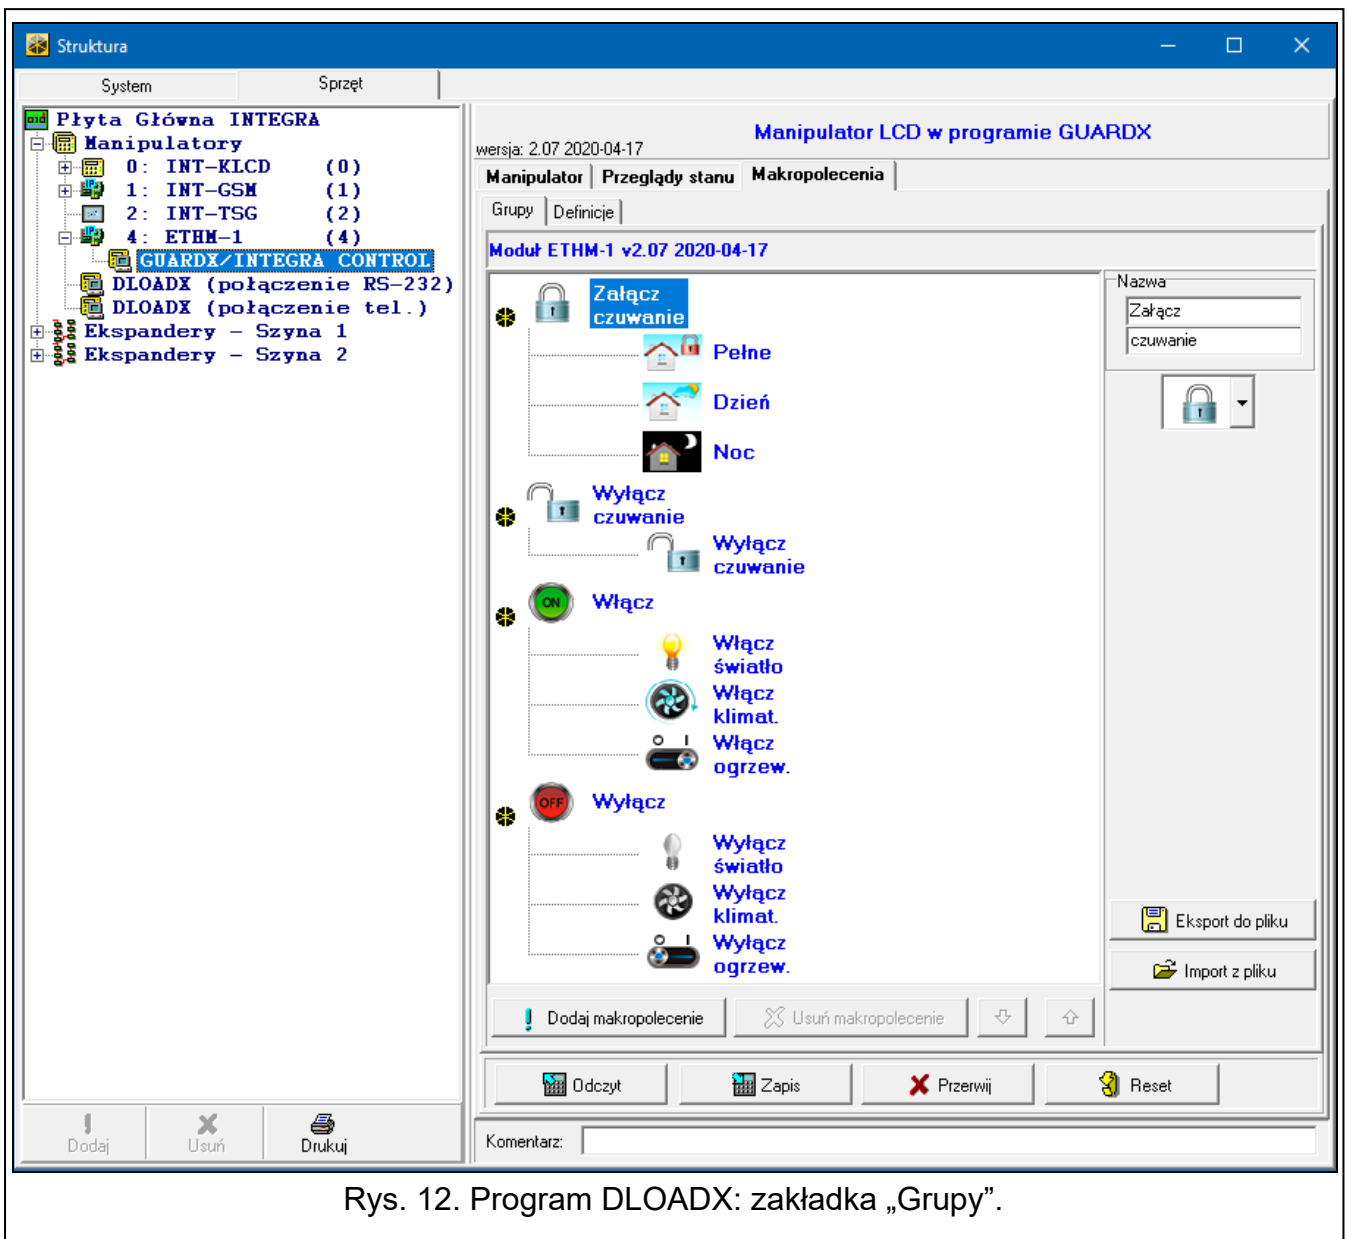 Struktura
System
Sprzęt
Płyta Główna INTEGRA
Manipulatory
0: INT-KLCD (0)
1: INT-GSM (1)
2: INT-TSG (2)
4: ETHM-1 (4)
GUARDX/INTEGRA CONTROL
DLOADX (połączenie RS-232)
DLOADX (połączenie tel.)
Ekspandery - Szyna 1
Ekspandery - Szyna 2
Dodaj
Usuń
Drukuj
Manipulator LCD w programie GUARDX
wersja: 2.07 2020-04-17
Manipulator
Przeglądy stanu
Makropolecenia
Grupy
Definicje
Moduł ETHM-1 v2.07 2020-04-17
Załącz
czuwanie
Pełne
Dzień
Noc
Wyłącz
czuwanie
Wyłącz
czuwanie
ON
Włącz
Włącz
światło
Włącz
klimat.
O I
Włącz
ogrzew.
OFF
Wyłącz
Wyłącz
światło
Wyłącz
klimat.
O I
Wyłącz
ogrzew.
Nazwa
Załącz
czuwanie
Eksport do pliku
Import z pliku
Dodaj makropolecenie
Usuń makropolecenie
Odczyt
Zapis
Przerwij
Reset
Komentarz:
Rys. 12. Program DLOADX: zakładka „Grupy”.